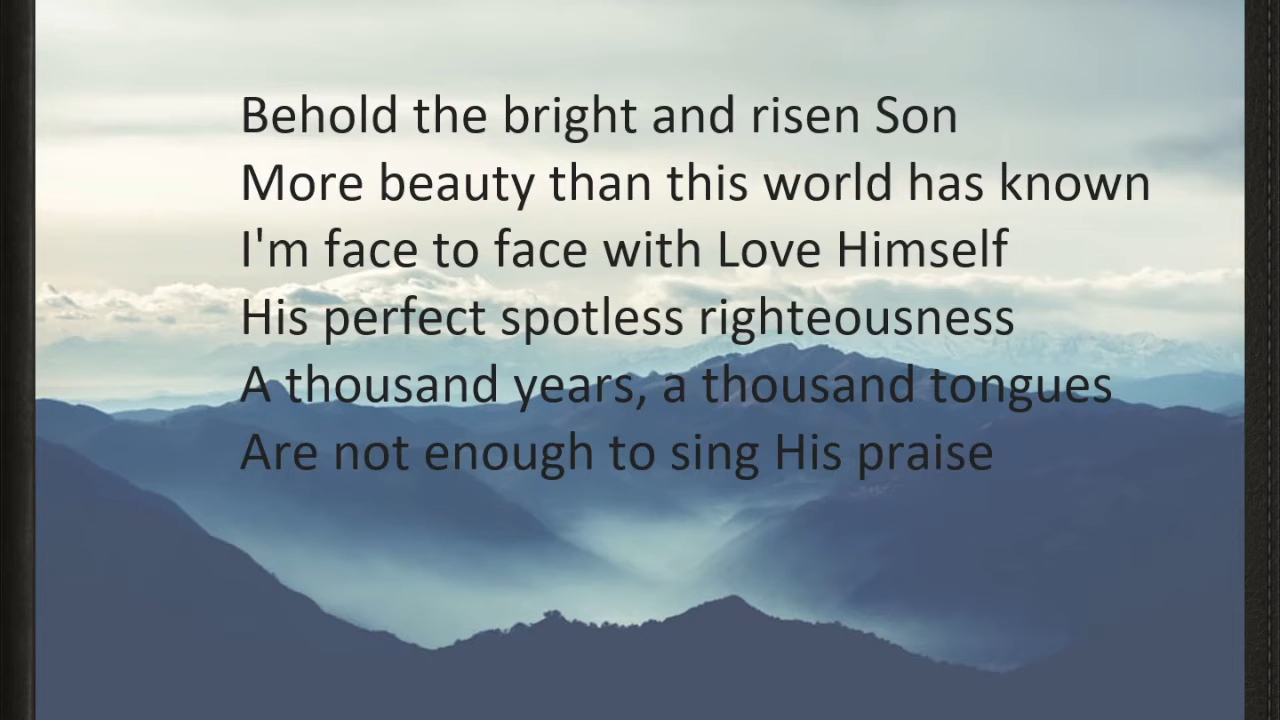 Behold the bright and risen Son
More beauty than this world has known
I'm face to face with Love Himself
His perfect spotless righteousness
A thousand years, a thousand tongues
Are not enough to sing His praise